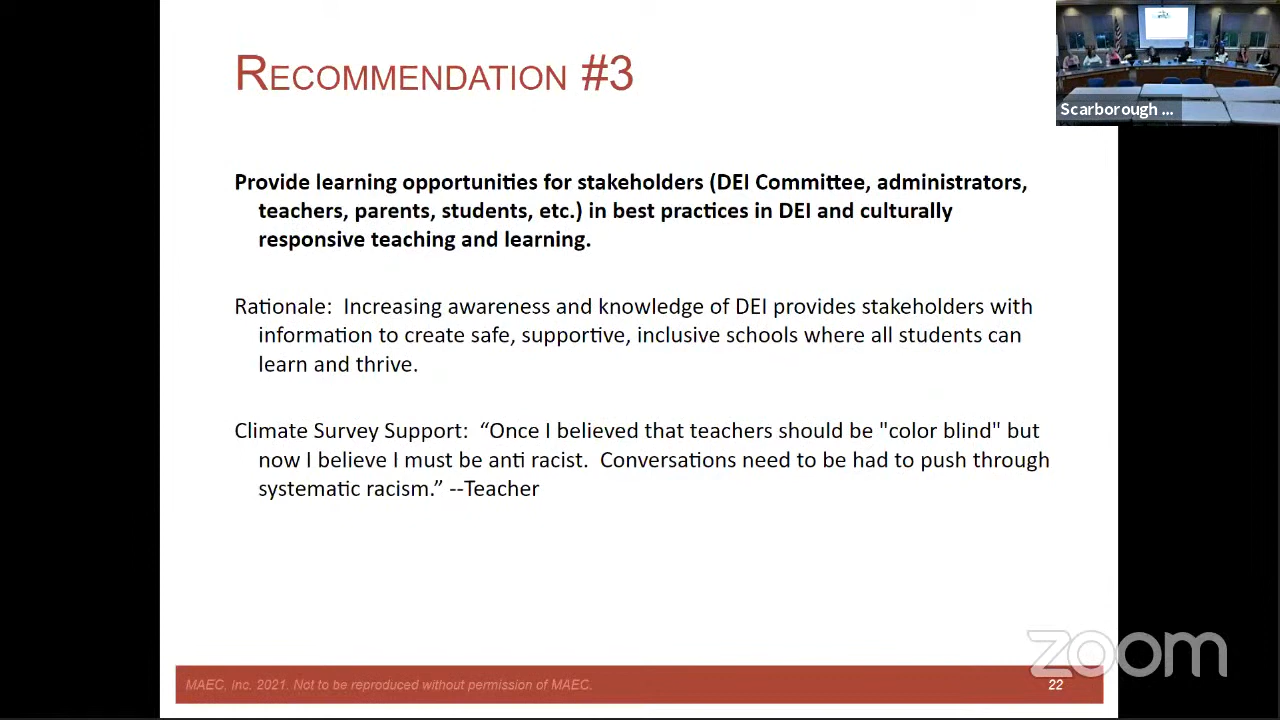 RECOMMENDATION #3
Scarborough ...
Provide learning opportunities for stakeholders (DEI Committee, administrators,
teachers, parents, students, etc.) in best practices in DEI and culturally
responsive teaching and learning.
Rationale: Increasing awareness and knowledge of DEI provides stakeholders with
information to create safe, supportive, inclusive schools where all students can
learn and thrive.
Climate Survey Support: “Once I believed that teachers should be "color blind" but
now I believe I must be anti racist. Conversations need to be had to push through
systematic racism.” --Teacher
zoom
MAEC, Inc. 2021. Not to be reproduced without permission of MAEC.
22